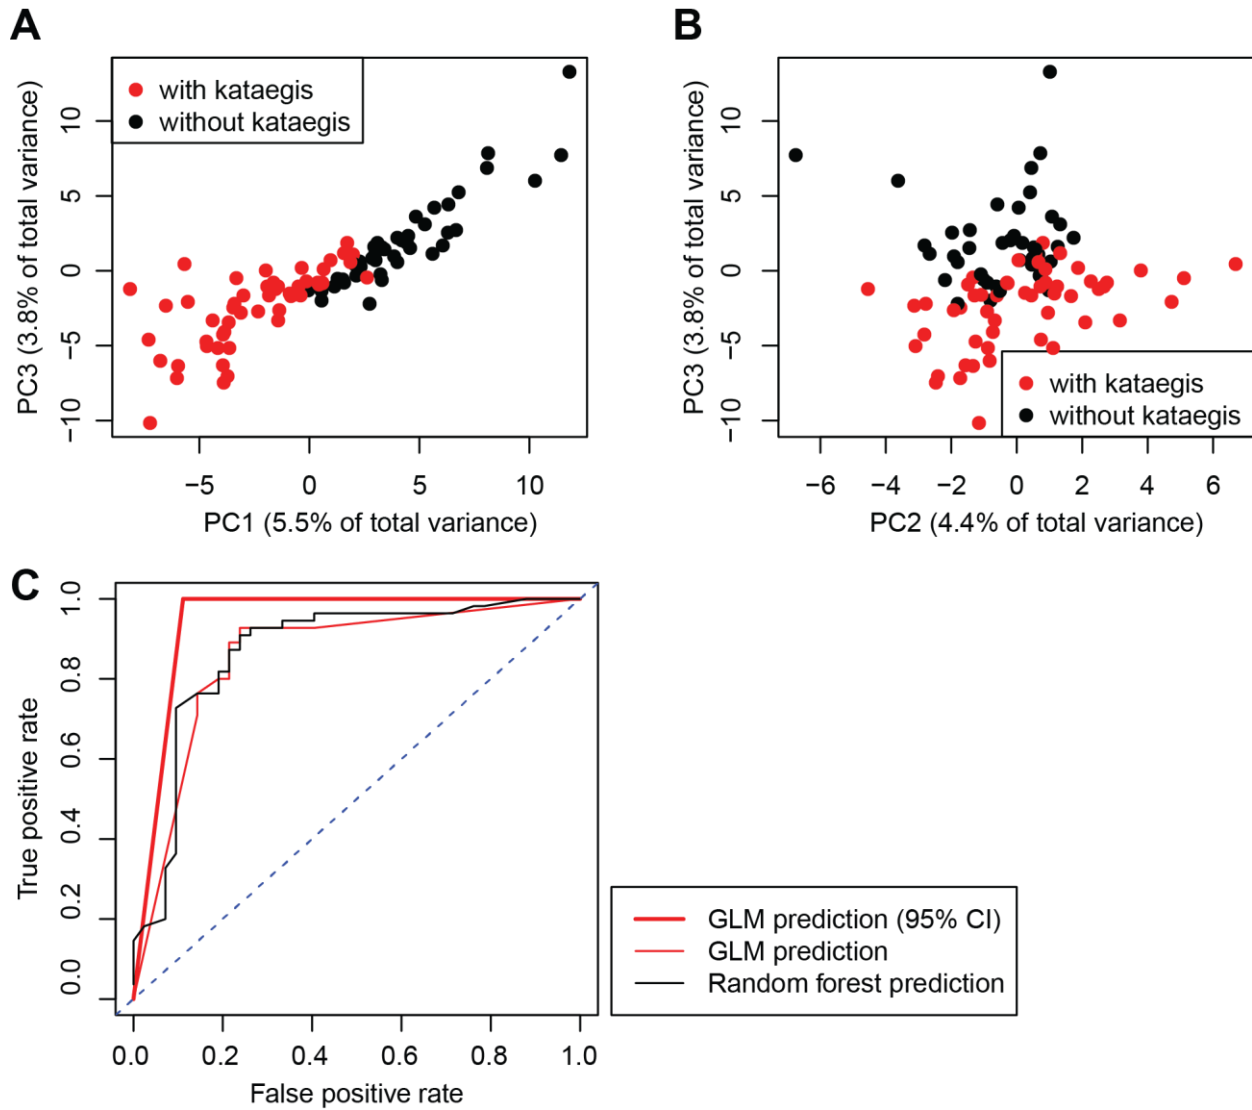 A
with kataegis
without kataegis
PC3 (3.8% of total variance)
10
5
0
−5
−10
−5 0 5 10
PC1 (5.5% of total variance)
B
PC3 (3.8% of total variance)
10
5
0
−5
−10
with kataegis
without kataegis
−6 −4 −2 0 2 4 6
PC2 (4.4% of total variance)
C
True positive rate
1.0
0.8
0.6
0.4
0.2
0.0
0.0 0.2 0.4 0.6 0.8 1.0
False positive rate
GLM prediction (95% CI)
GLM prediction
Random forest prediction